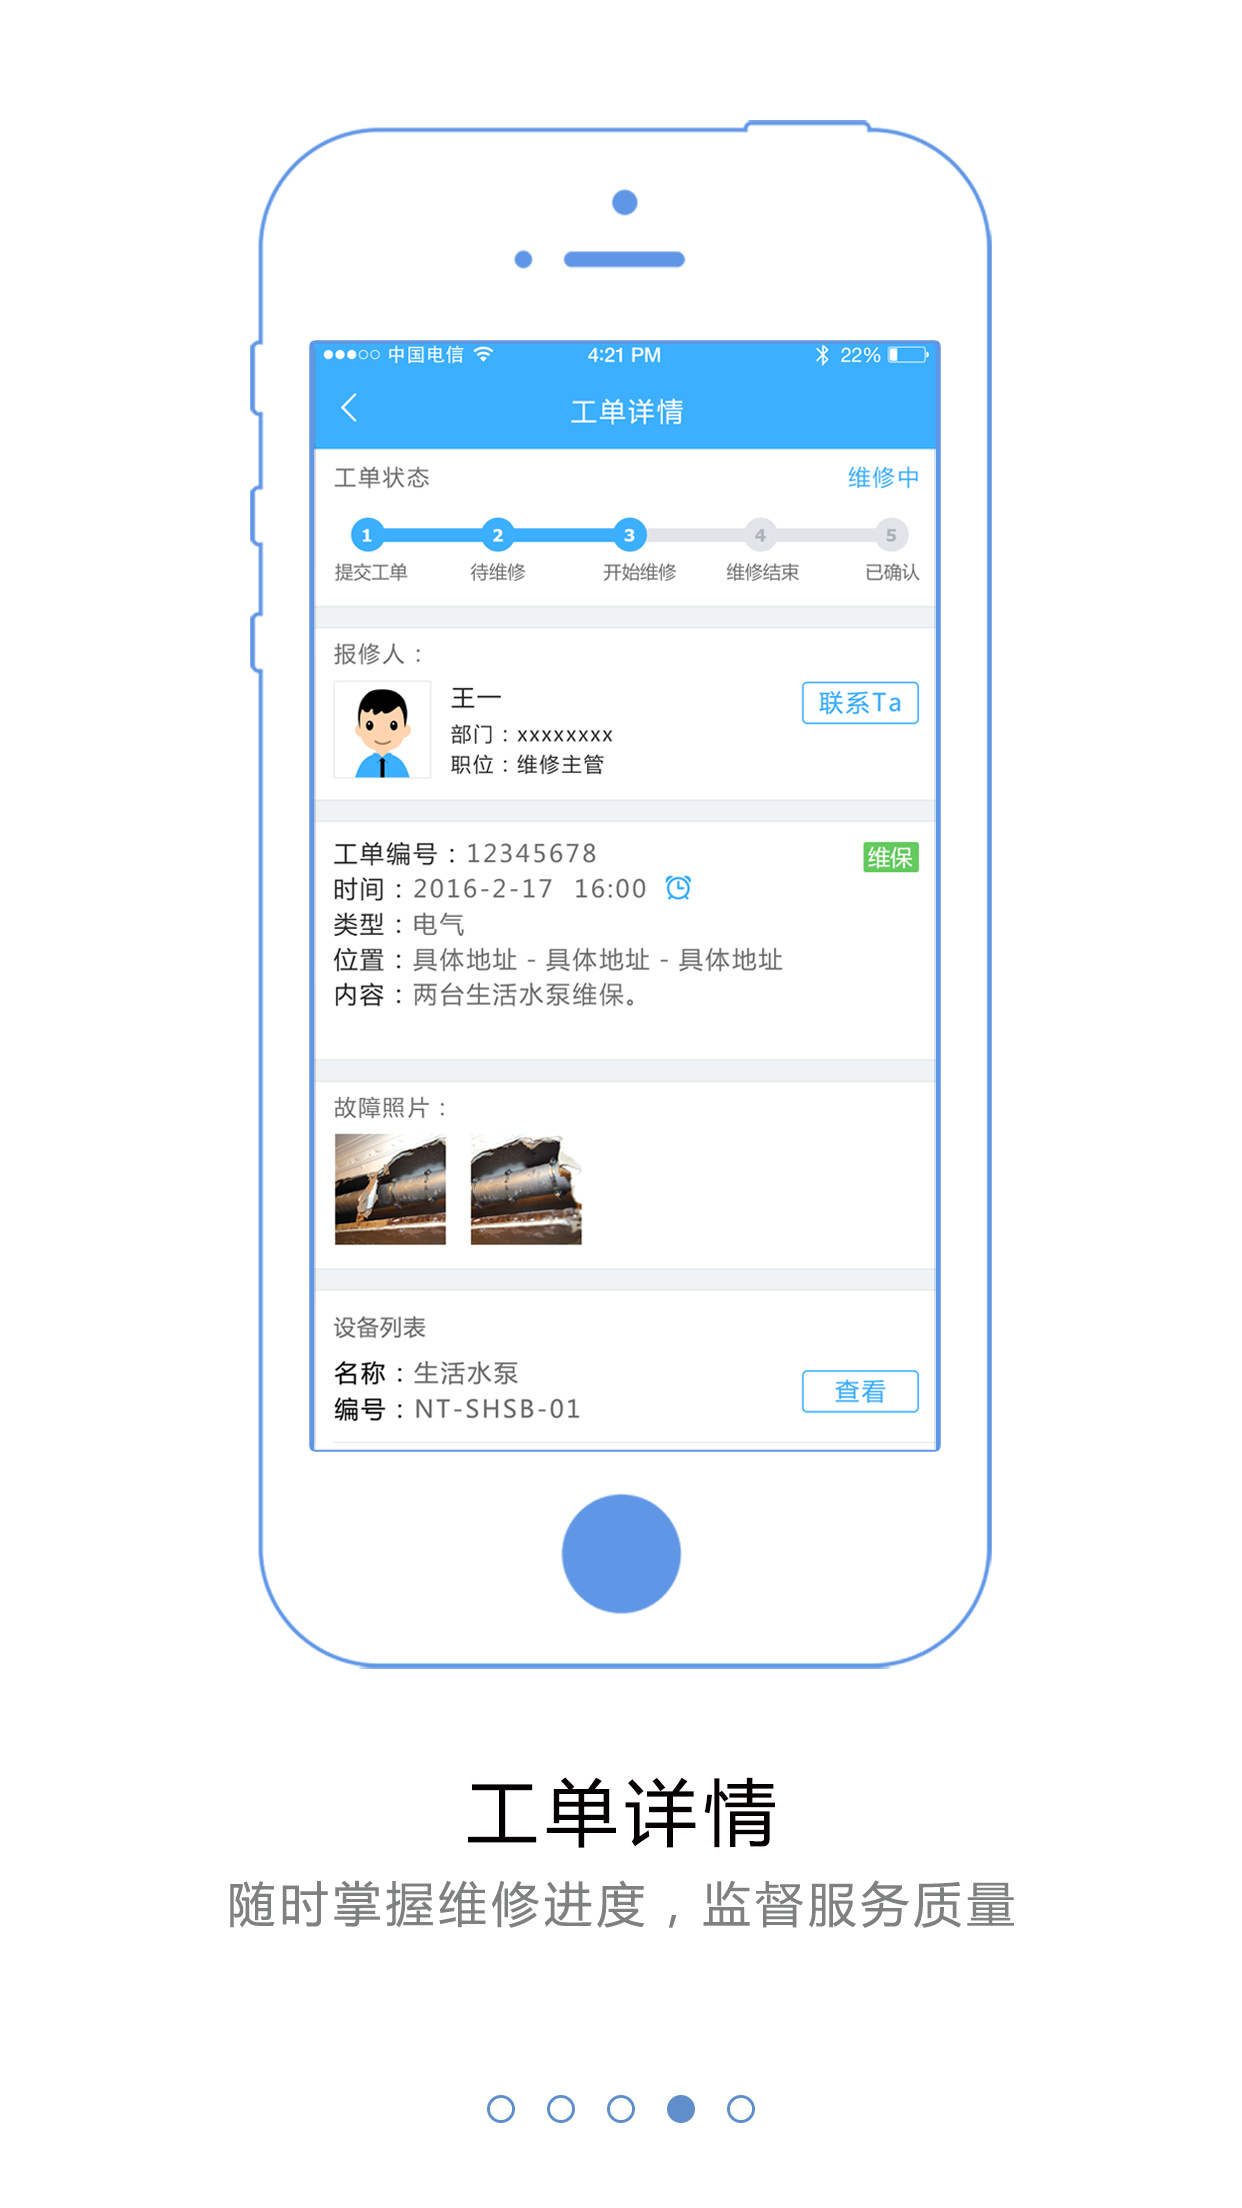 中国电信 4:21 PM 22%
工单详情
工单状态 维修中
1 2 3 4 5
提交工单 待维修 开始维修 维修结束 已确认
报修人：
王一 联系Ta
部门：xxxxxxxx
职位：维修主管
工单编号：12345678 维保
时间：2016-2-17 16:00
类型：电气
位置：具体地址 - 具体地址 - 具体地址
内容：两台生活水泵维保。
故障照片：
设备列表
名称：生活水泵
编号：NT-SHSB-01
查看
工单详情
随时掌握维修进度，监督服务质量